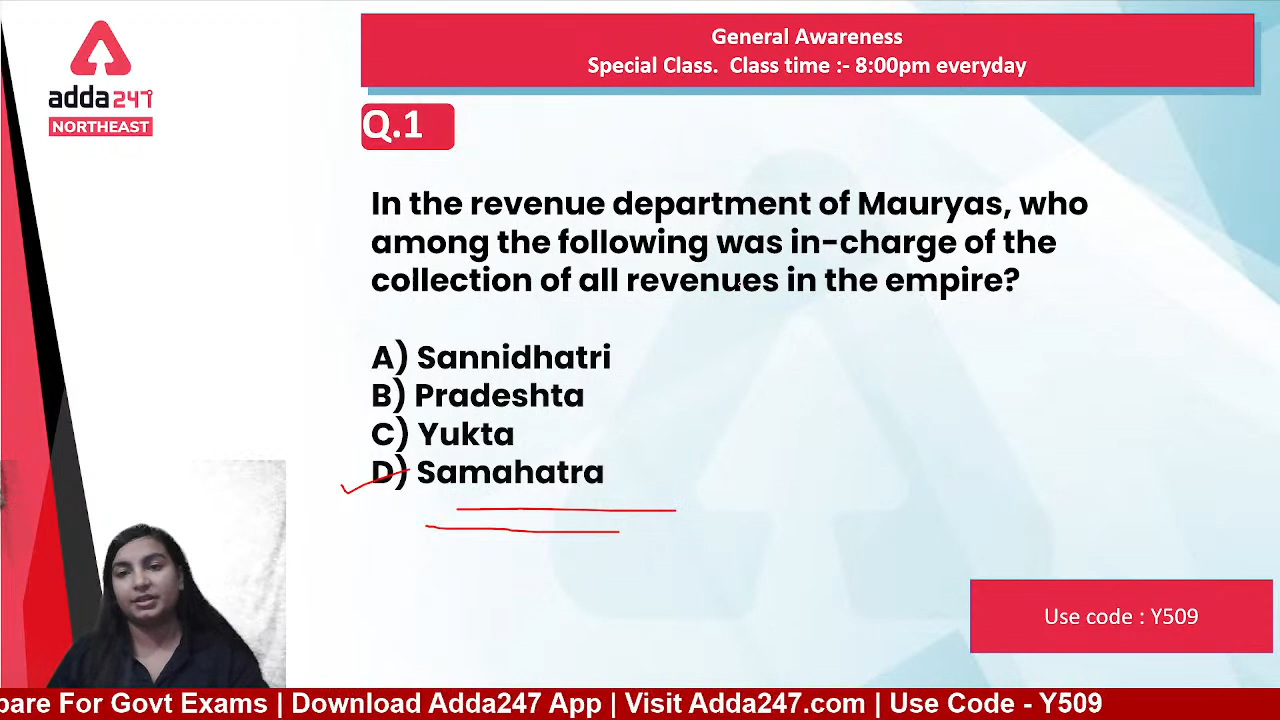 adda247
NORTHEAST
General Awareness
Special Class. Class time :- 8:00pm everyday
Q.1
In the revenue department of Mauryas, who
among the following was in-charge of the
collection of all revenues in the empire?
A) Sannidhatri
B) Pradeshta
C) Yukta
D) Samahatra
Use code : Y509
pare For Govt Exams | Download Adda247 App | Visit Adda247.com | Use Code - Y509